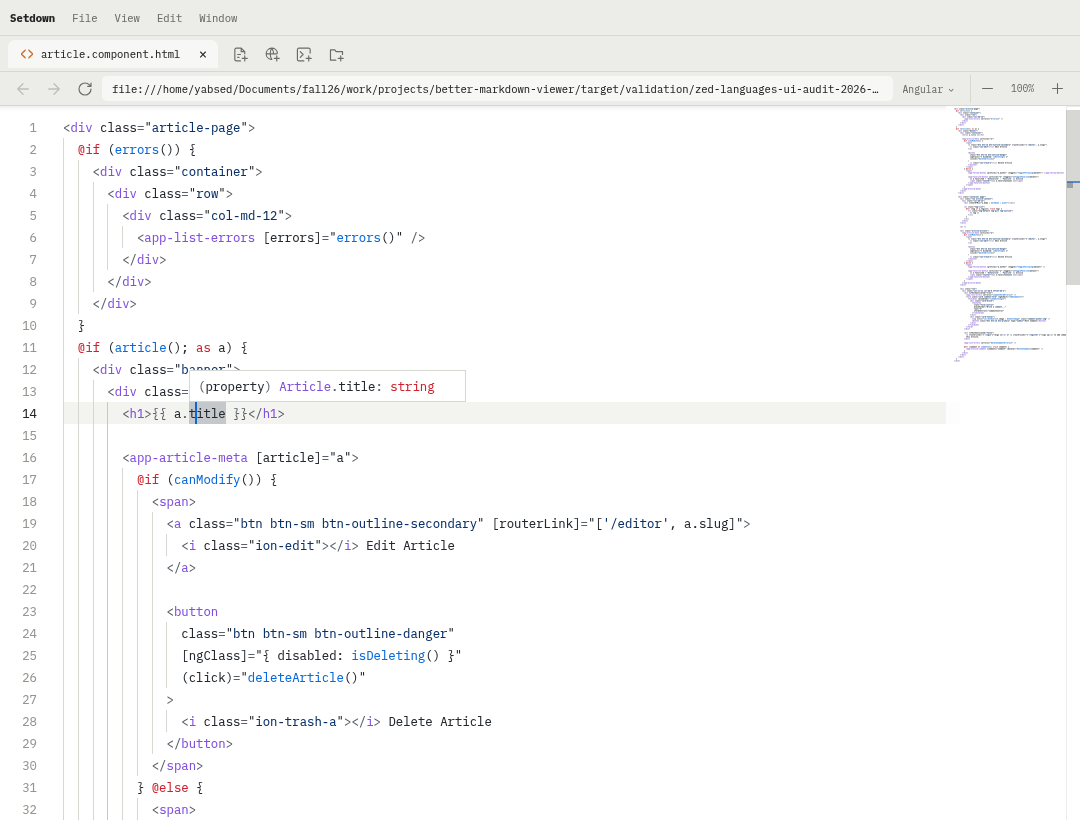 Setdown File View Edit Window
article.component.html ×
file:///home/yabsed/Documents/fall26/work/projects/better-markdown-viewer/target/validation/zed-languages-ui-audit-2026-… Angular 100%
1 <div class="article-page">
2 @if (errors()) {
3 <div class="container">
4 <div class="row">
5 <div class="col-md-12">
6 <app-list-errors [errors]="errors()" />
7 </div>
8 </div>
9 </div>
10 }
11 @if (article(); as a) {
12 <div class="banner">
(property) Article.title: string
13 <div class=
14 <h1>{{ a.title }}</h1>
15
16 <app-article-meta [article]="a">
17 @if (canModify()) {
18 <span>
19 <a class="btn btn-sm btn-outline-secondary" [routerLink]="['/editor', a.slug]">
20 <i class="ion-edit"></i> Edit Article
21 </a>
22
23 <button
24 class="btn btn-sm btn-outline-danger"
25 [ngClass]="{ disabled: isDeleting() }"
26 (click)="deleteArticle()"
27 >
28 <i class="ion-trash-a"></i> Delete Article
29 </button>
30 </span>
31 } @else {
32 <span>